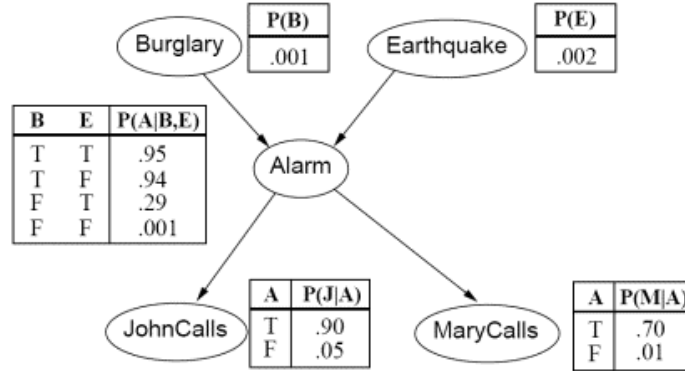 Burglary
P(B)
.001
Earthquake
P(E)
.002
B E P(A|B,E)
T T .95
T F .94
F T .29
F F .001
Alarm
JohnCalls
A P(J|A)
T .90
F .05
MaryCalls
A P(M|A)
T .70
F .01